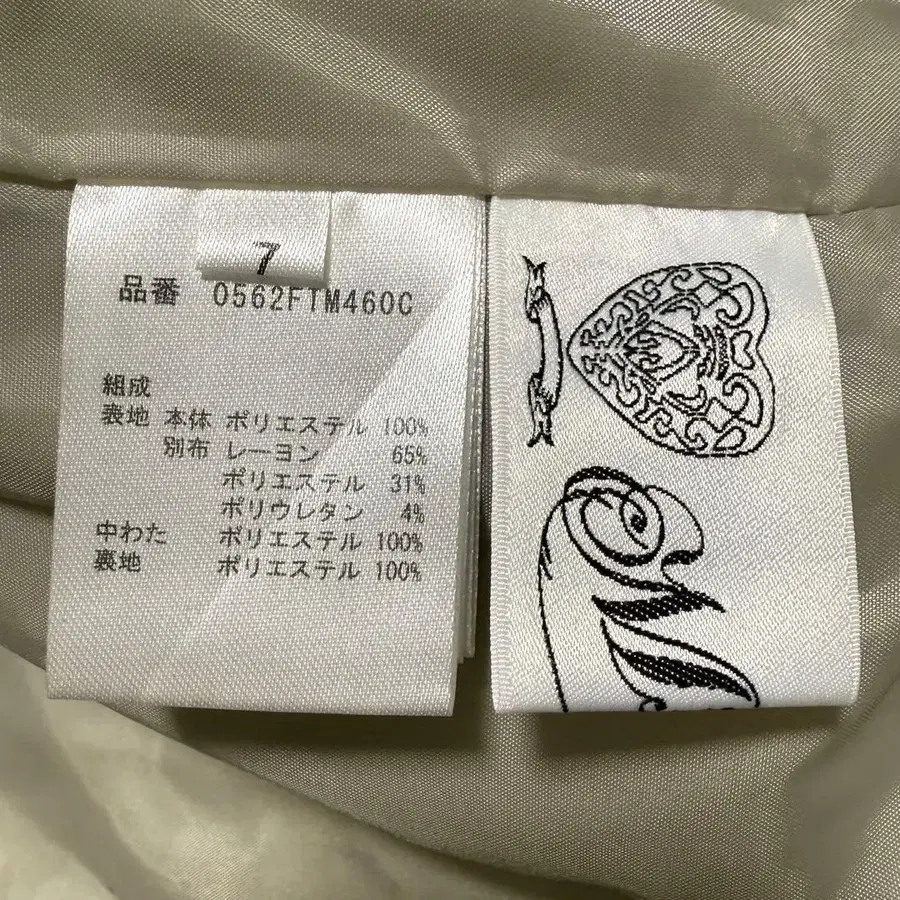 7
品番 0562FTM460C
組成
表地 本体 ポリエステル 100%
別布 レーヨン 65%
ポリエステル 31%
ポリウレタン 4%
中わた ポリエステル 100%
裏地 ポリエステル 100%